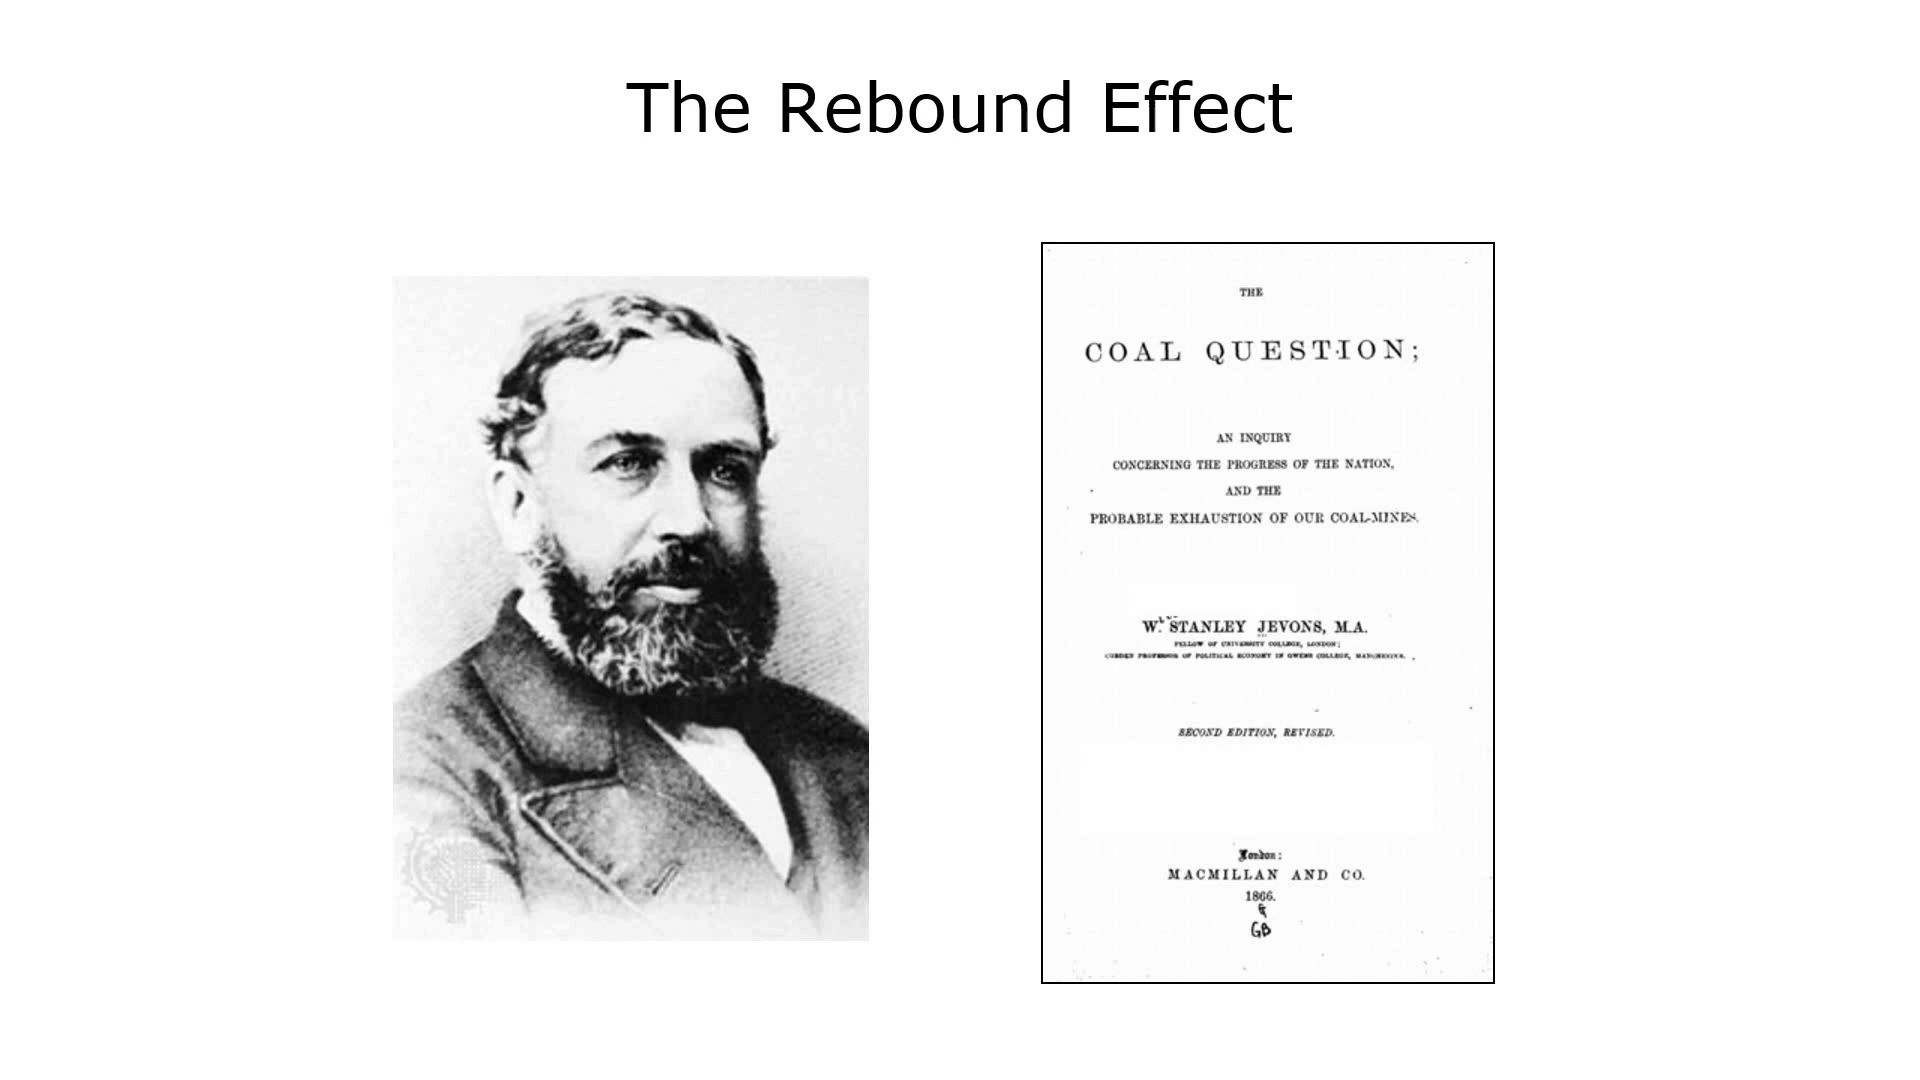 The Rebound Effect
THE
COAL QUESTION;
AN INQUIRY
CONCERNING THE PROGRESS OF THE NATION,
AND THE
PROBABLE EXHAUSTION OF OUR COAL-MINES.
W. STANLEY JEVONS, M.A.
FELLOW OF UNIVERSITY COLLEGE, LONDON;
COBDEN PROFESSOR OF POLITICAL ECONOMY IN OWENS COLLEGE, MANCHESTER.
SECOND EDITION, REVISED.
London:
MACMILLAN AND CO.
1866.
GB